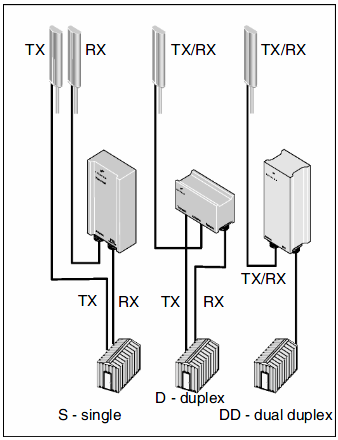 TX RX TX/RX TX/RX
TX/RX
TX RX TX RX
D - duplex
S - single DD - dual duplex